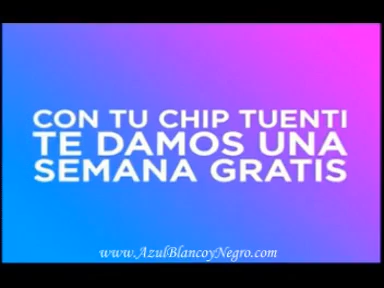 CON TU CHIP TUENTI
TE DAMOS UNA
SEMANA GRATIS
www.AzulBlancoyNegro.com